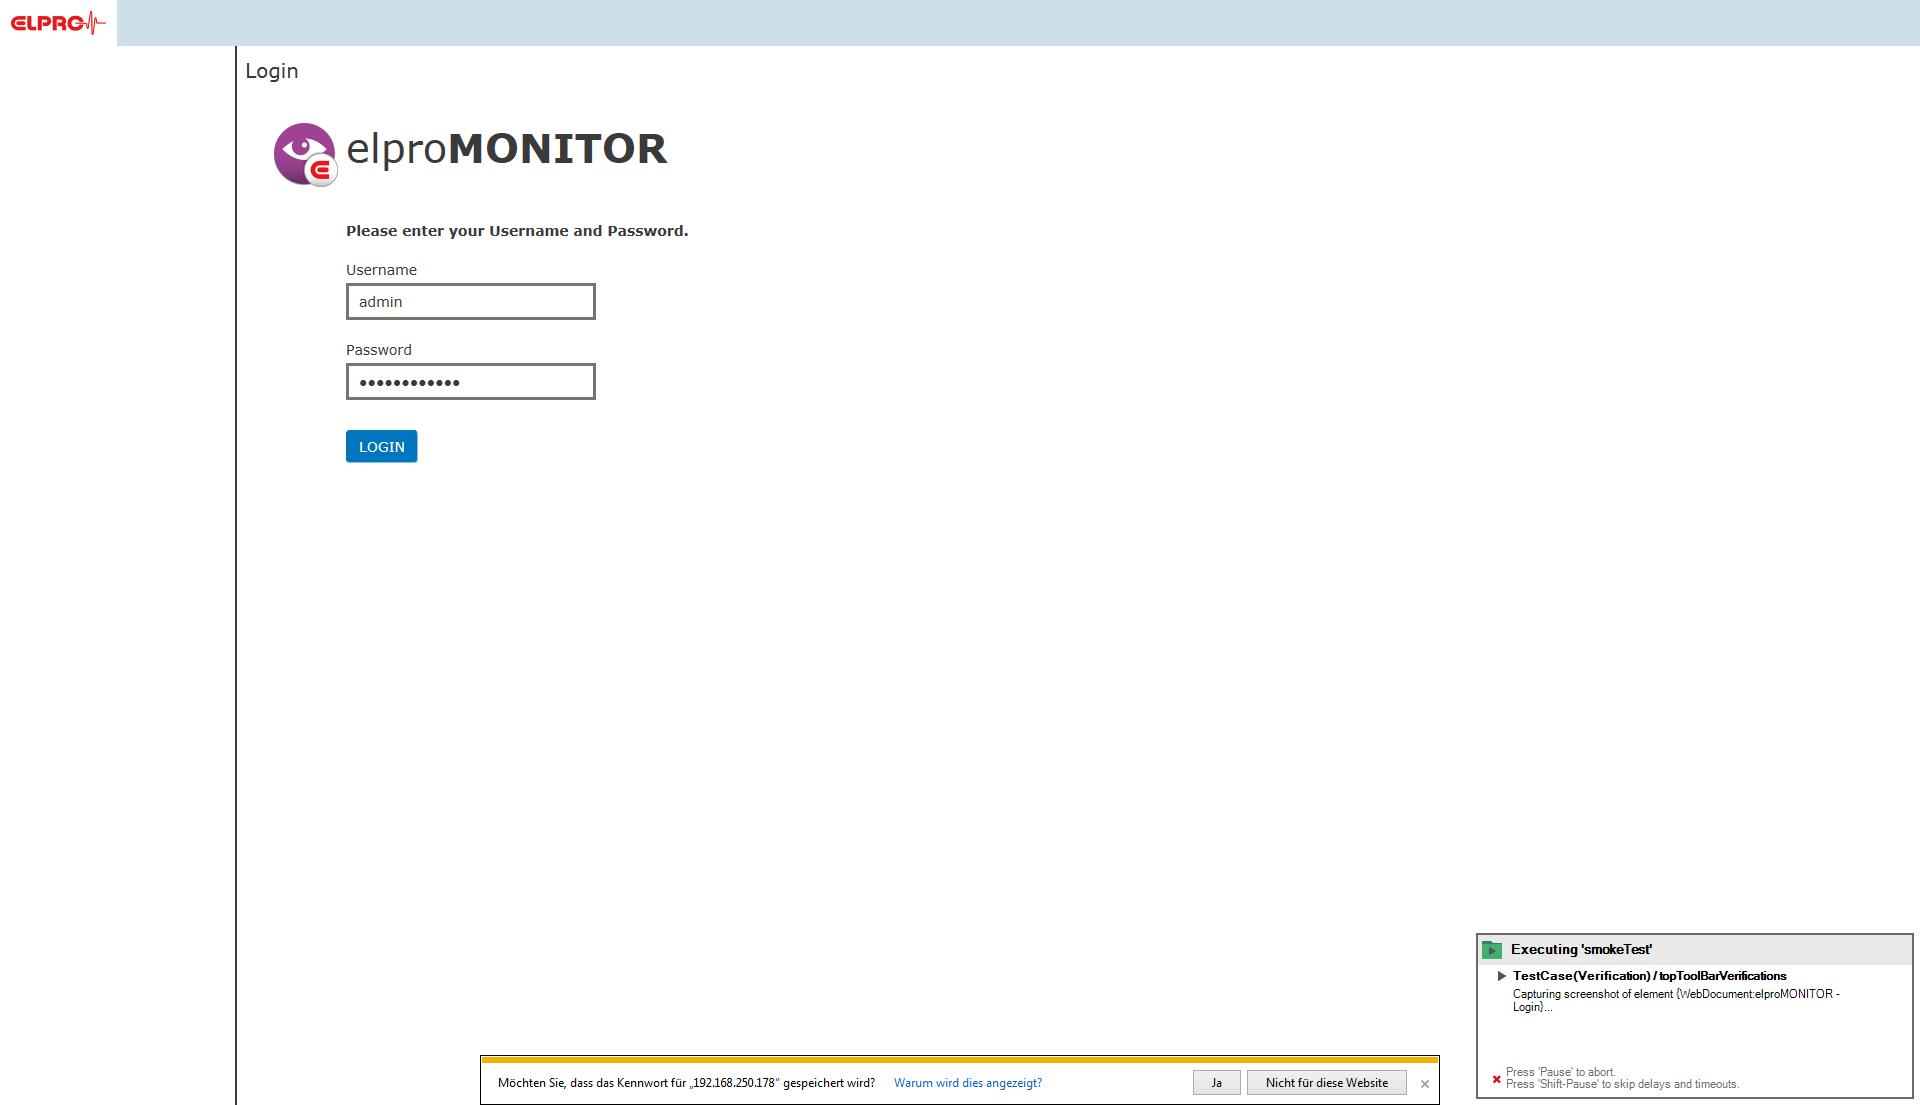 ELPRO
Login
elproMONITOR
Please enter your Username and Password.
Username
admin
Password
••••••••••••
LOGIN
Executing 'smokeTest'
TestCase(Verification) / topToolBarVerifications
Capturing screenshot of element {WebDocument:elproMONITOR -
Login}...
Press 'Pause' to abort.
Press 'Shift-Pause' to skip delays and timeouts.
Möchten Sie, dass das Kennwort für „192.168.250.178“ gespeichert wird? Warum wird dies angezeigt? Ja Nicht für diese Website ×